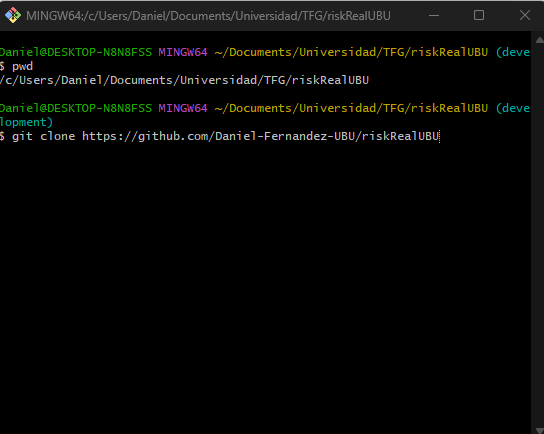 MINGW64:/c/Users/Daniel/Documents/Universidad/TFG/riskRealUBU
Daniel@DESKTOP-N8N8FSS MINGW64 ~/Documents/Universidad/TFG/riskRealUBU (deve
$ pwd
/c/Users/Daniel/Documents/Universidad/TFG/riskRealUBU
Daniel@DESKTOP-N8N8FSS MINGW64 ~/Documents/Universidad/TFG/riskRealUBU (deve
lopment)
$ git clone https://github.com/Daniel-Fernandez-UBU/riskRealUBU